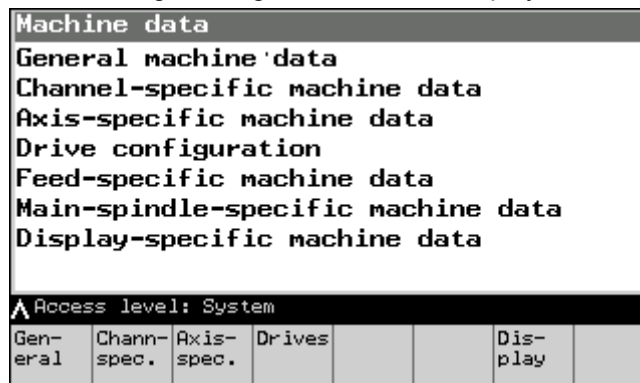 Machine data
General machine data
Channel-specific machine data
Axis-specific machine data
Drive configuration
Feed-specific machine data
Main-spindle-specific machine data
Display-specific machine data
Access level: System
Gen- Chann- Axis- Drives Dis-
eral spec. spec. play